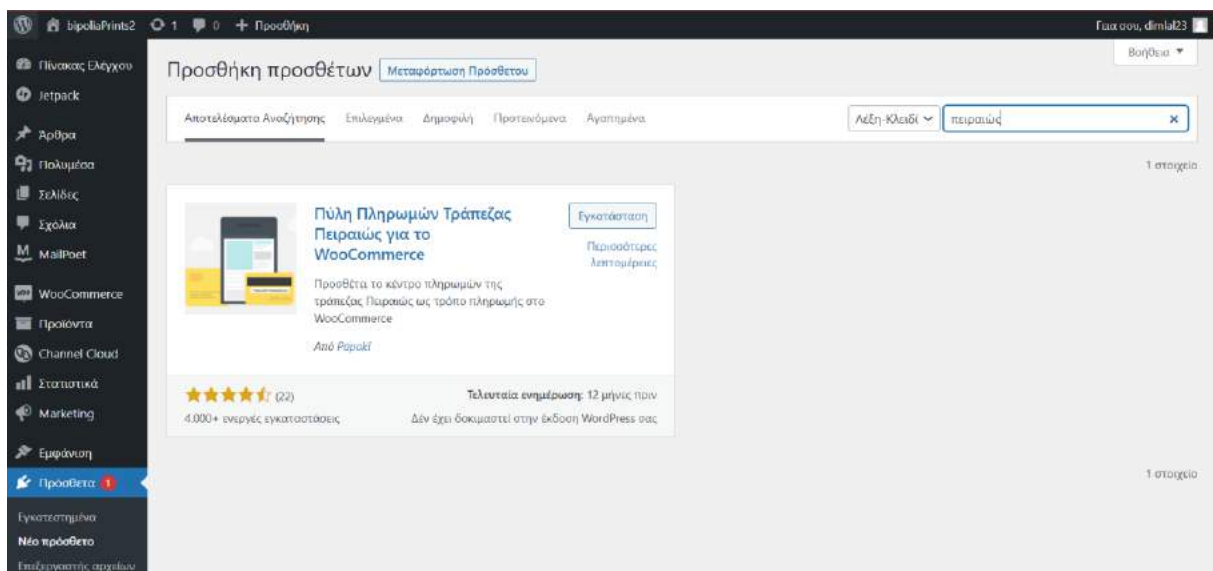 bipoliaPrints2 1 0 + Προσθήκη Γεια σου, dimlal23
Βοήθεια
Πίνακας Ελέγχου
Jetpack
Άρθρα
Πολυμέσα
Σελίδες
Σχόλια
MailPoet
WooCommerce
Προϊόντα
Channel Cloud
Στατιστικά
Marketing
Εμφάνιση
Πρόσθετα 1
Εγκατεστημένα
Νέο πρόσθετο
Επεξεργαστής αρχείων
Προσθήκη προσθέτων Μεταφόρτωση Πρόσθετου
Αποτελέσματα Αναζήτησης Επιλεγμένα Δημοφιλή Προτεινόμενα Αγαπημένα Λέξη-Κλειδί πειραιώς
1 στοιχείο
Πύλη Πληρωμών Τράπεζας
Πειραιώς για το
WooCommerce
Εγκατάσταση
Περισσότερες
λεπτομέρειες
Προσθέτει το κέντρο πληρωμών της
τράπεζας Πειραιώς ως τρόπο πληρωμής στο
WooCommerce
Από Papaki
(22)
4.000+ ενεργές εγκαταστάσεις
Τελευταία ενημέρωση: 12 μήνες πριν
Δέν έχει δοκιμαστεί στην έκδοση WordPress σας
1 στοιχείο